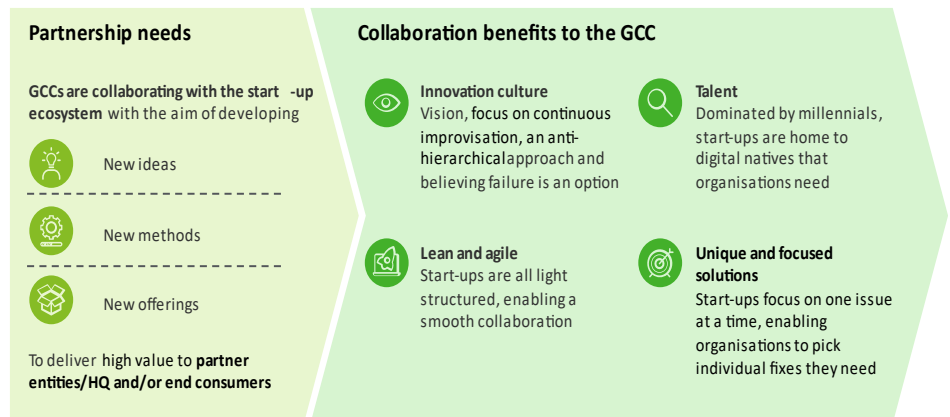 Partnership needs
GCCs are collaborating with the start -up
ecosystem with the aim of developing
New ideas
New methods
New offerings
To deliver high value to partner
entities/HQ and/or end consumers
Collaboration benefits to the GCC
Innovation culture
Vision, focus on continuous
improvisation, an anti-
hierarchical approach and
believing failure is an option
Talent
Dominated by millennials,
start-ups are home to
digital natives that
organisations need
Lean and agile
Start-ups are all light
structured, enabling a
smooth collaboration
Unique and focused
solutions
Start-ups focus on one issue
at a time, enabling
organisations to pick
individual fixes they need